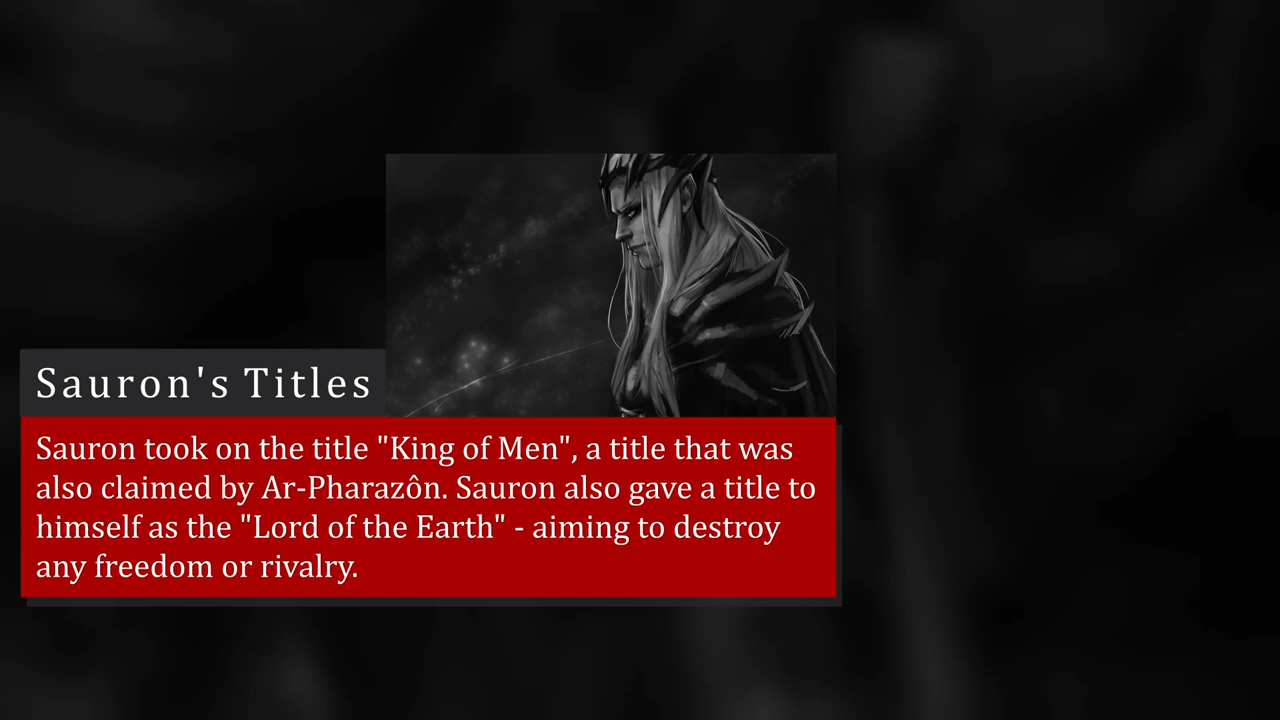 Sauron's Titles
Sauron took on the title "King of Men", a title that was
also claimed by Ar-Pharazôn. Sauron also gave a title to
himself as the "Lord of the Earth" - aiming to destroy
any freedom or rivalry.